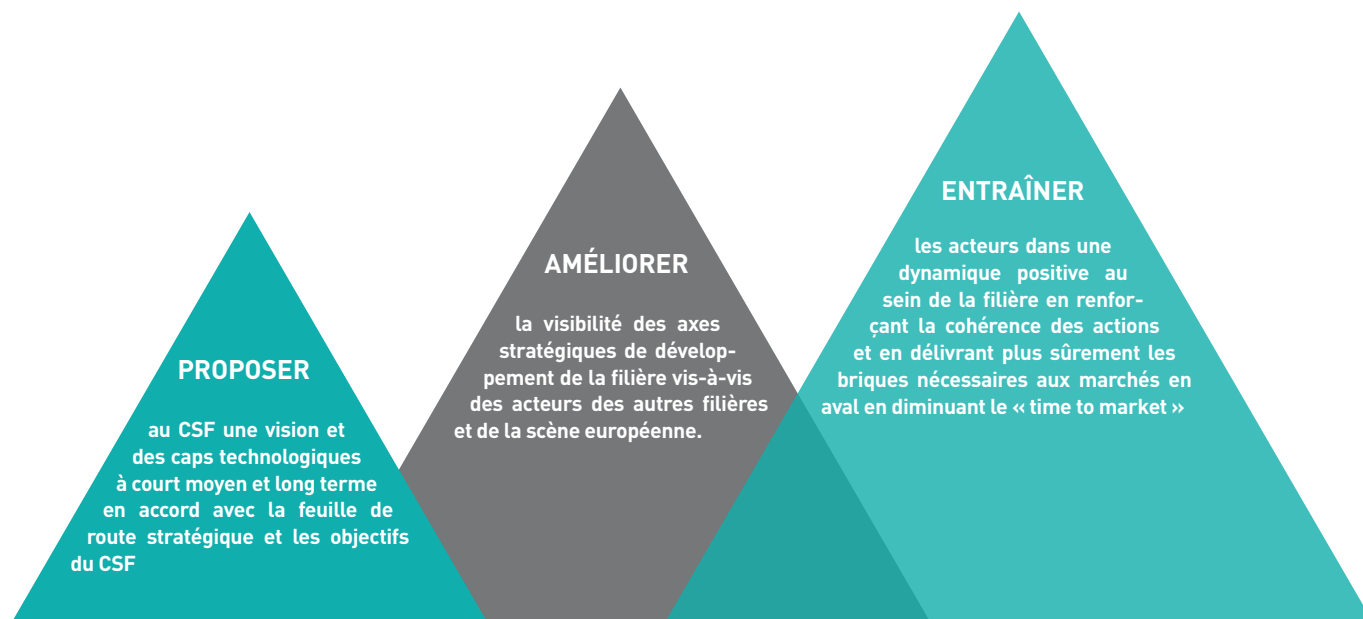 PROPOSER
au CSF une vision et
des caps technologiques
à court moyen et long terme
en accord avec la feuille de
route stratégique et les objectifs
du CSF
AMÉLIORER
la visibilité des axes
stratégiques de dévelop-
pement de la filière vis-à-vis
des acteurs des autres filières
et de la scène européenne.
ENTRAÎNER
les acteurs dans une
dynamique positive au
sein de la filière en renfor-
çant la cohérence des actions
et en délivrant plus sûrement les
briques nécessaires aux marchés en
aval en diminuant le « time to market »